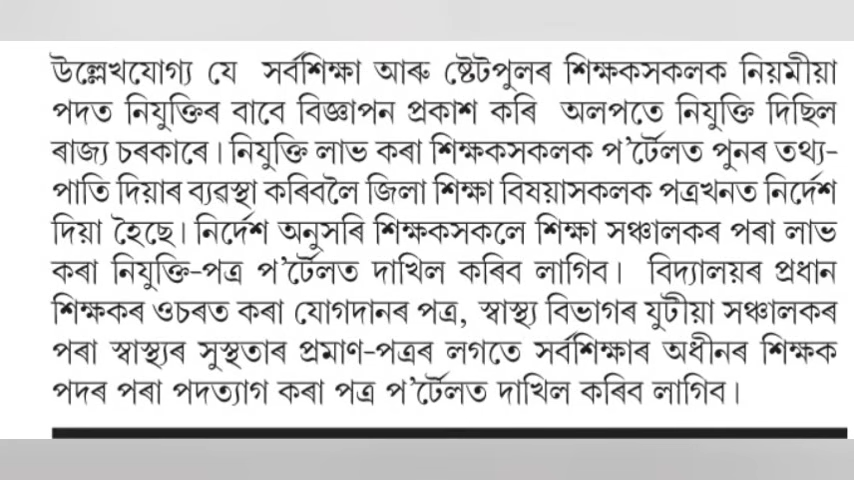 উল্লেখযোগ্য যে সৰ্বশিক্ষা আৰু ষ্টেটপুলৰ শিক্ষকসকলক নিয়মীয়া
পদত নিযুক্তিৰ বাবে বিজ্ঞাপন প্ৰকাশ কৰি অলপতে নিযুক্তি দিছিল
ৰাজ্য চৰকাৰে। নিযুক্তি লাভ কৰা শিক্ষকসকলক প'ৰ্টেলত পুনৰ তথ্য-
পাতি দিয়াৰ ব্যৱস্থা কৰিবলৈ জিলা শিক্ষা বিষয়াসকলক পত্ৰখনত নিৰ্দেশ
দিয়া হৈছে। নিৰ্দেশ অনুসৰি শিক্ষকসকলে শিক্ষা সঞ্চালকৰ পৰা লাভ
কৰা নিযুক্তি-পত্ৰ প'ৰ্টেলত দাখিল কৰিব লাগিব। বিদ্যালয়ৰ প্ৰধান
শিক্ষকৰ ওচৰত কৰা যোগদানৰ পত্ৰ, স্বাস্থ্য বিভাগৰ যুটীয়া সঞ্চালকৰ
পৰা স্বাস্থ্যৰ সুস্থতাৰ প্ৰমাণ-পত্ৰৰ লগতে সৰ্বশিক্ষাৰ অধীনৰ শিক্ষক
পদৰ পৰা পদত্যাগ কৰা পত্ৰ প'ৰ্টেলত দাখিল কৰিব লাগিব।